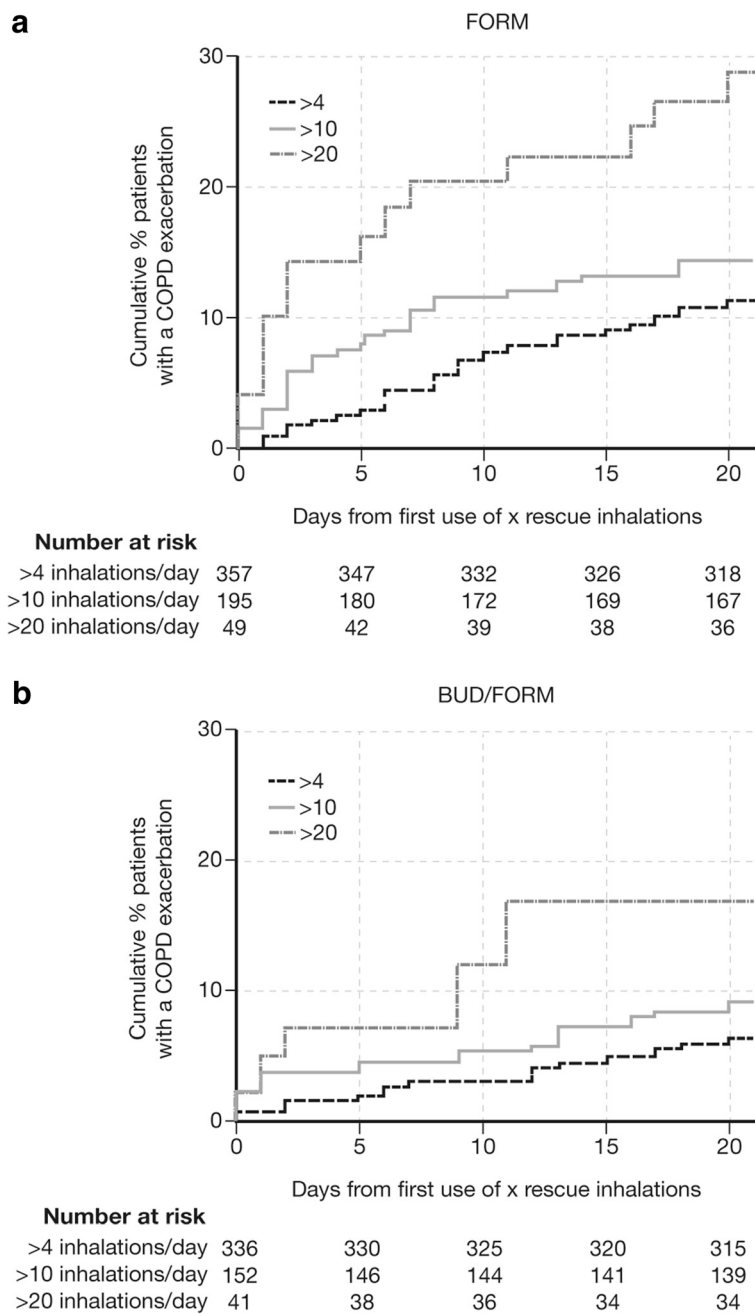 a
FORM
30
20
10
0
Cumulative % patients
with a COPD exacerbation
>4
>10
>20
0 5 10 15 20
Days from first use of x rescue inhalations
Number at risk
>4 inhalations/day 357 347 332 326 318
>10 inhalations/day 195 180 172 169 167
>20 inhalations/day 49 42 39 38 36
b
BUD/FORM
30
20
10
0
Cumulative % patients
with a COPD exacerbation
>4
>10
>20
0 5 10 15 20
Days from first use of x rescue inhalations
Number at risk
>4 inhalations/day 336 330 325 320 315
>10 inhalations/day 152 146 144 141 139
>20 inhalations/day 41 38 36 34 34